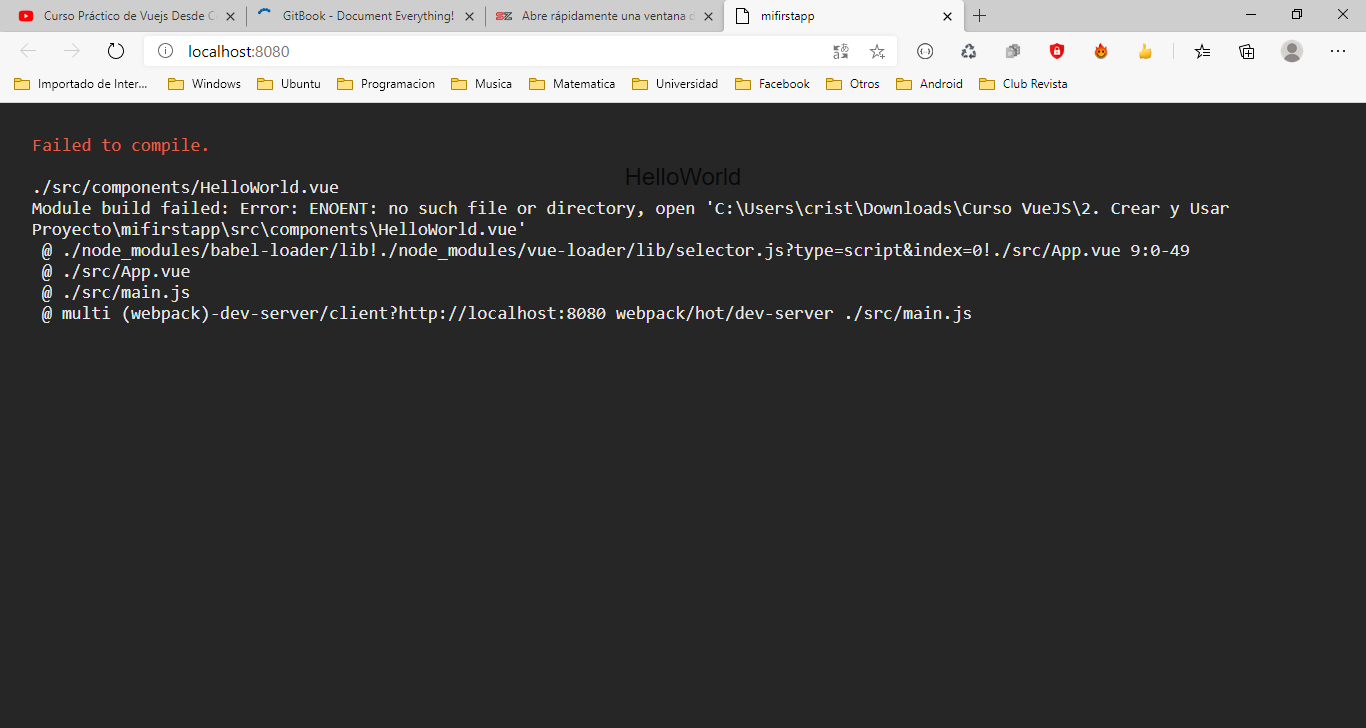 Curso Práctico de Vuejs Desde C
GitBook - Document Everything!
Abre rápidamente una ventana d
mifirstapp
localhost:8080
Importado de Inter...
Windows
Ubuntu
Programacion
Musica
Matematica
Universidad
Facebook
Otros
Android
Club Revista
Failed to compile.
HelloWorld
./src/components/HelloWorld.vue
Module build failed: Error: ENOENT: no such file or directory, open 'C:\Users\crist\Downloads\Curso VueJS\2. Crear y Usar
Proyecto\mifirstapp\src\components\HelloWorld.vue'
@ ./node_modules/babel-loader/lib!./node_modules/vue-loader/lib/selector.js?type=script&index=0!./src/App.vue 9:0-49
@ ./src/App.vue
@ ./src/main.js
@ multi (webpack)-dev-server/client?http://localhost:8080 webpack/hot/dev-server ./src/main.js